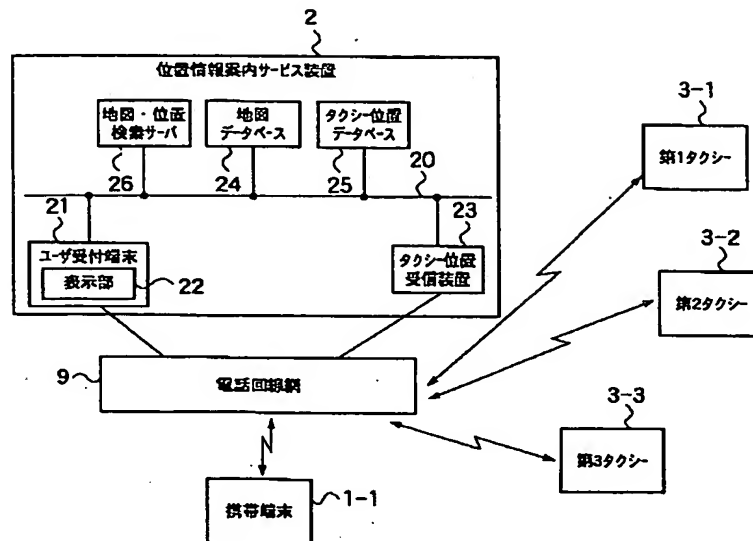 2
位置情報案内サービス装置
地図・位置
検索サーバ
地図
データベース
タクシー位置
データベース
26
24
25
20
21
23
ユーザ受付端末
表示部
22
タクシー位置
受信装置
9
電話回線網
3-1
第1タクシー
3-2
第2タクシー
3-3
第3タクシー
携帯端末
1-1